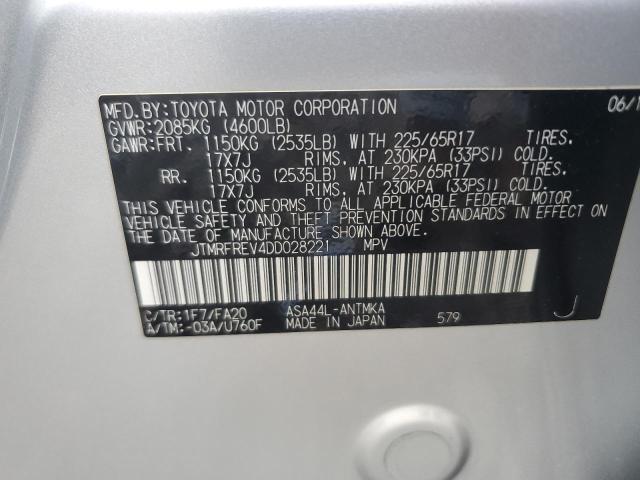 MFD. BY: TOYOTA MOTOR CORPORATION 06/1
GVWR: 2085KG (4600LB)
GAWR: FRT. 1150KG (2535LB) WITH 225/65R17 TIRES.
17X7J RIMS, AT 230KPA (33PSI) COLD.
RR. 1150KG (2535LB) WITH 225/65R17 TIRES.
17X7J RIMS, AT 230KPA (33PSI) COLD.
THIS VEHICLE CONFORMS TO ALL APPLICABLE FEDERAL MOTOR
VEHICLE SAFETY AND THEFT PREVENTION STANDARDS IN EFFECT ON
THE DATE OF MANUFACTURE SHOWN ABOVE.
JTMRFREV4DD028221 MPV
C/TR: 1F7/FA20 ASA44L-ANTMKA
A/TM: -03A/U760F MADE IN JAPAN 579 J